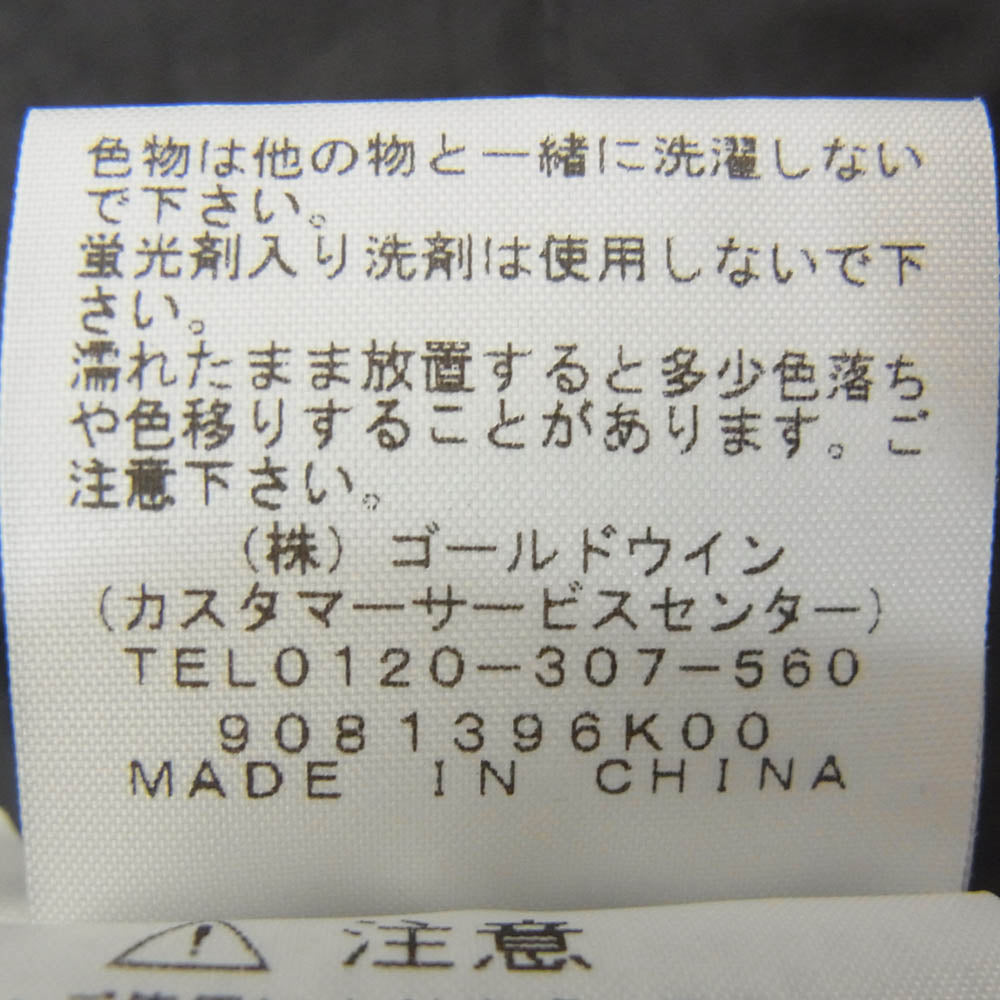 色物は他の物と一緒に洗濯しない
で下さい。
蛍光剤入り洗剤は使用しないで下
さい。
濡れたまま放置すると多少色落ち
や色移りすることがあります。ご
注意下さい。
(株)ゴールドウイン
(カスタマーサービスセンター)
TEL0120-307-560
9081396K00
MADE IN CHINA
注意